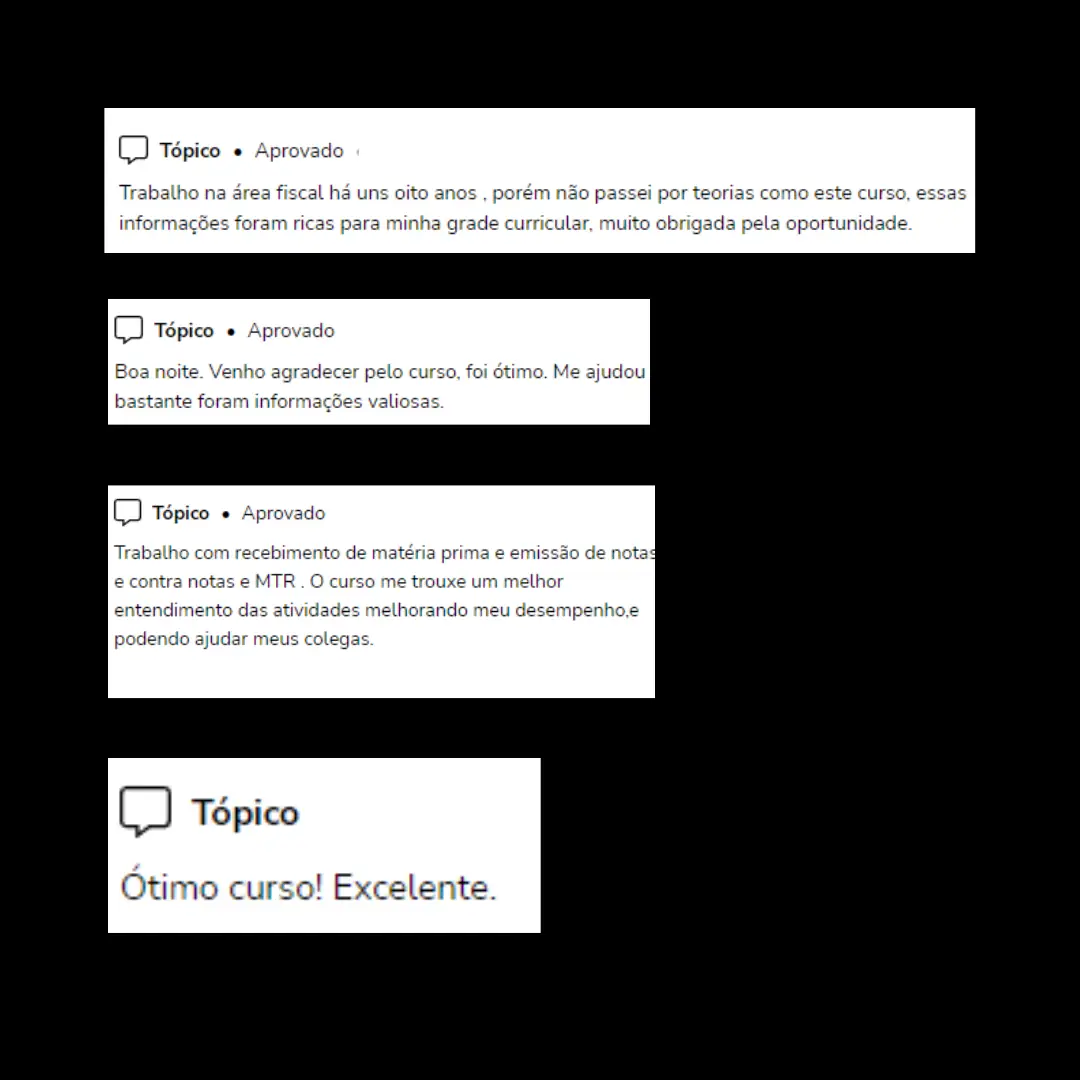 Tópico • Aprovado
Trabalho na área fiscal há uns oito anos , porém não passei por teorias como este curso, essas
informações foram ricas para minha grade curricular, muito obrigada pela oportunidade.
Tópico • Aprovado
Boa noite. Venho agradecer pelo curso, foi ótimo. Me ajudou
bastante foram informações valiosas.
Tópico • Aprovado
Trabalho com recebimento de matéria prima e emissão de notas
e contra notas e MTR . O curso me trouxe um melhor
entendimento das atividades melhorando meu desempenho,e
podendo ajudar meus colegas.
Tópico
Ótimo curso! Excelente.